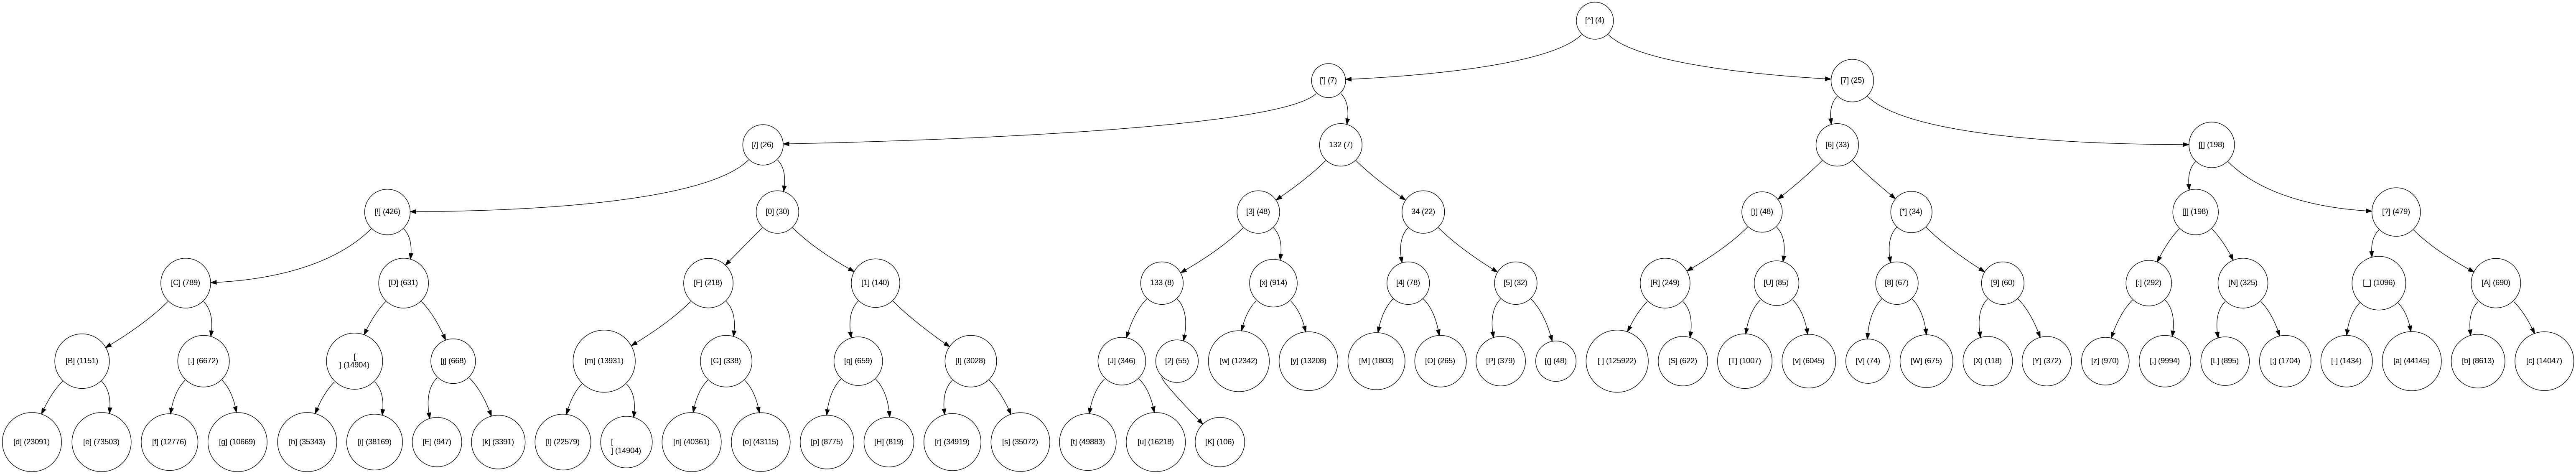 [^] (4)
['] (7)
[7] (25)
[/] (26)
132 (7)
[6] (33)
[[] (198)
[!] (426)
[0] (30)
[3] (48)
34 (22)
[)] (48)
[*] (34)
[]] (198)
[?] (479)
[C] (789)
[D] (631)
[F] (218)
[1] (140)
133 (8)
[x] (914)
[4] (78)
[5] (32)
[R] (249)
[U] (85)
[8] (67)
[9] (60)
[:] (292)
[N] (325)
[_] (1096)
[A] (690)
[B] (1151)
[.] (6672)
[
] (14904)
[j] (668)
[m] (13931)
[G] (338)
[q] (659)
[I] (3028)
[J] (346)
[2] (55)
[w] (12342)
[y] (13208)
[M] (1803)
[O] (265)
[P] (379)
[(] (48)
[ ] (125922)
[S] (622)
[T] (1007)
[v] (6045)
[V] (74)
[W] (675)
[X] (118)
[Y] (372)
[z] (970)
[,] (9994)
[L] (895)
[;] (1704)
[-] (1434)
[a] (44145)
[b] (8613)
[c] (14047)
[d] (23091)
[e] (73503)
[f] (12776)
[g] (10669)
[h] (35343)
[i] (38169)
[E] (947)
[k] (3391)
[l] (22579)
[
] (14904)
[n] (40361)
[o] (43115)
[p] (8775)
[H] (819)
[r] (34919)
[s] (35072)
[t] (49883)
[u] (16218)
[K] (106)